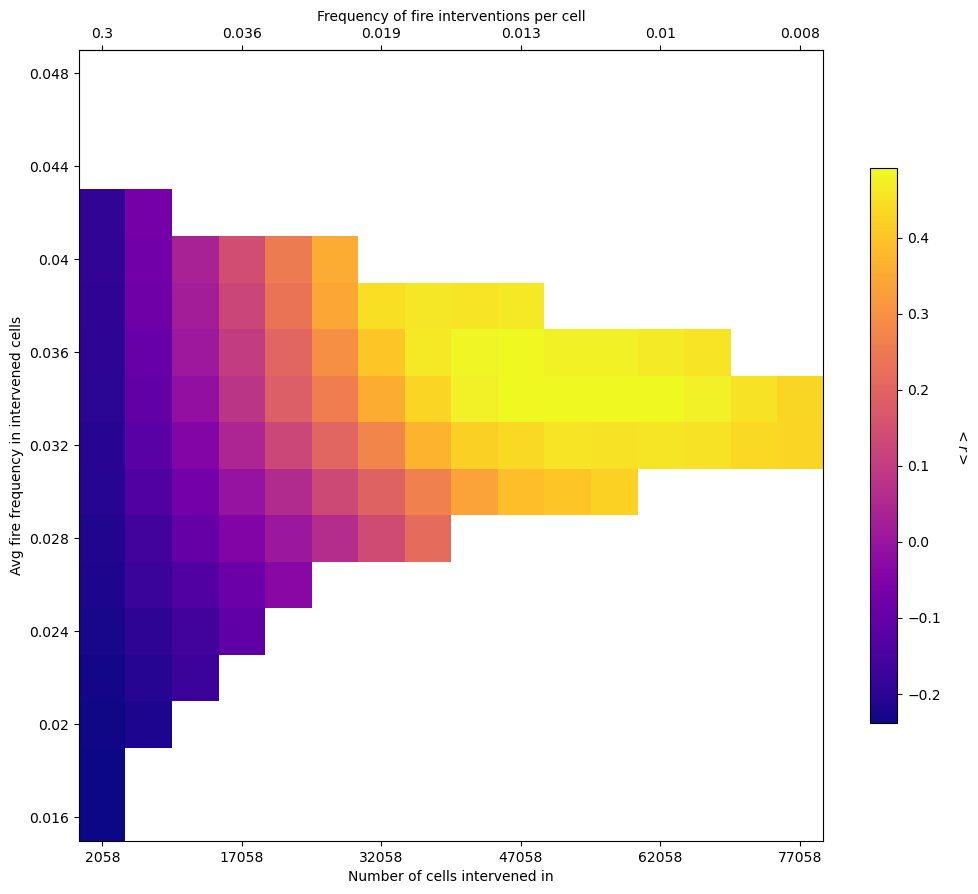 Frequency of fire interventions per cell
0.3 0.036 0.019 0.013 0.01 0.008
0.048
0.044
0.04
0.036
0.032
0.028
0.024
0.02
0.016
Avg fire frequency in intervened cells
2058 17058 32058 47058 62058 77058
Number of cells intervened in
0.4
0.3
0.2
0.1
0.0
−0.1
−0.2
< r >